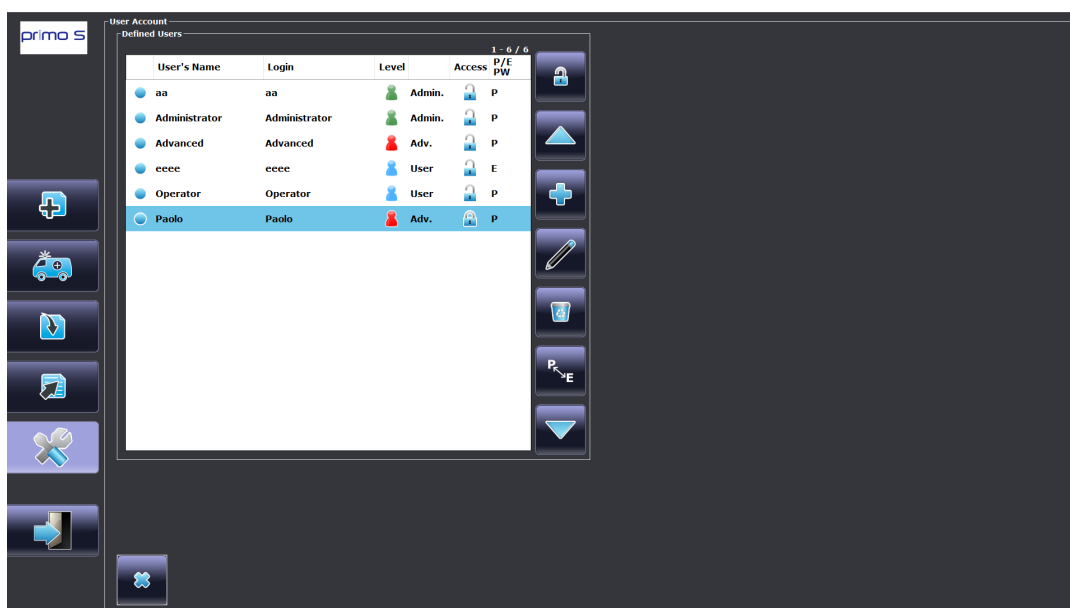 primo S
User Account
Defined Users
1 - 6 / 6
User's Name Login Level Access P/E PW
aa aa Admin. P
Administrator Administrator Admin. P
Advanced Advanced Adv. P
eeee eeee User E
Operator Operator User P
Paolo Paolo Adv. P
P E